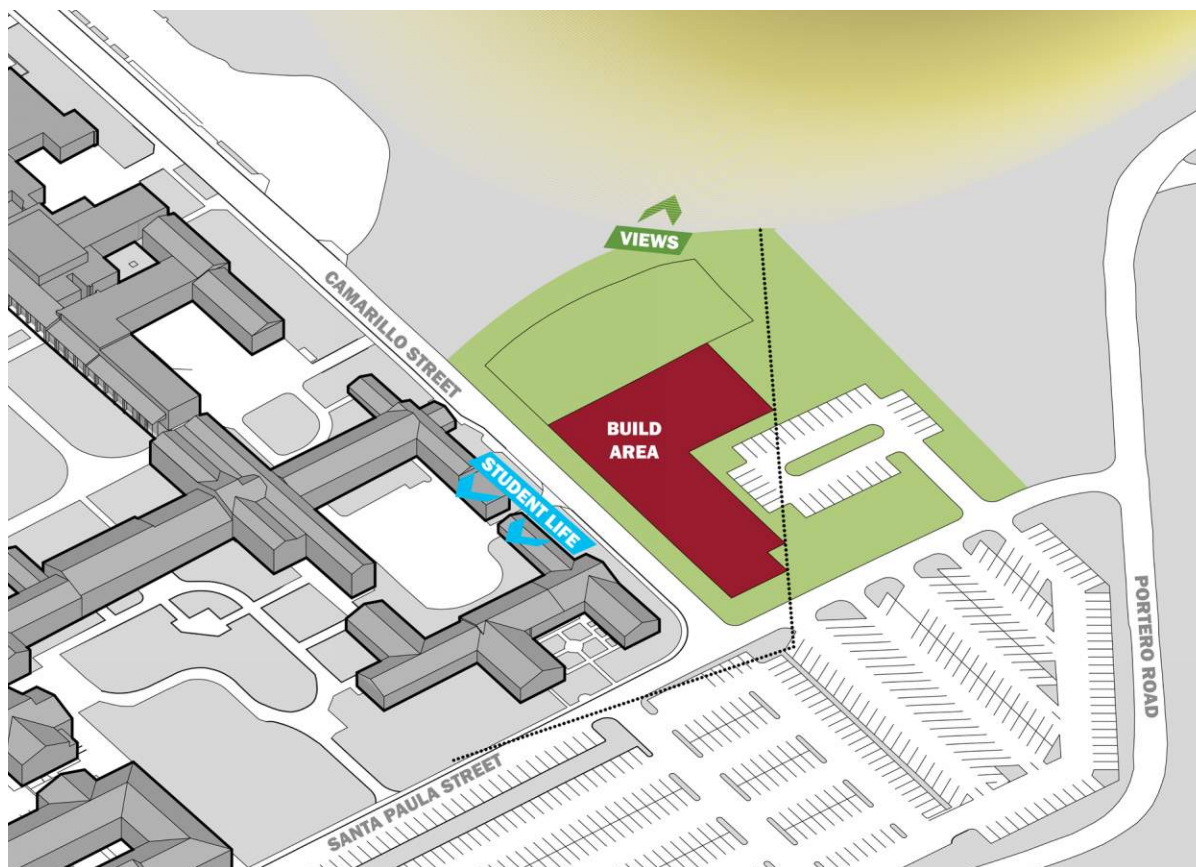 VIEWS
CAMARILLO STREET
BUILD
AREA
STUDENT LIFE
PORTERO ROAD
SANTA PAULA STREET